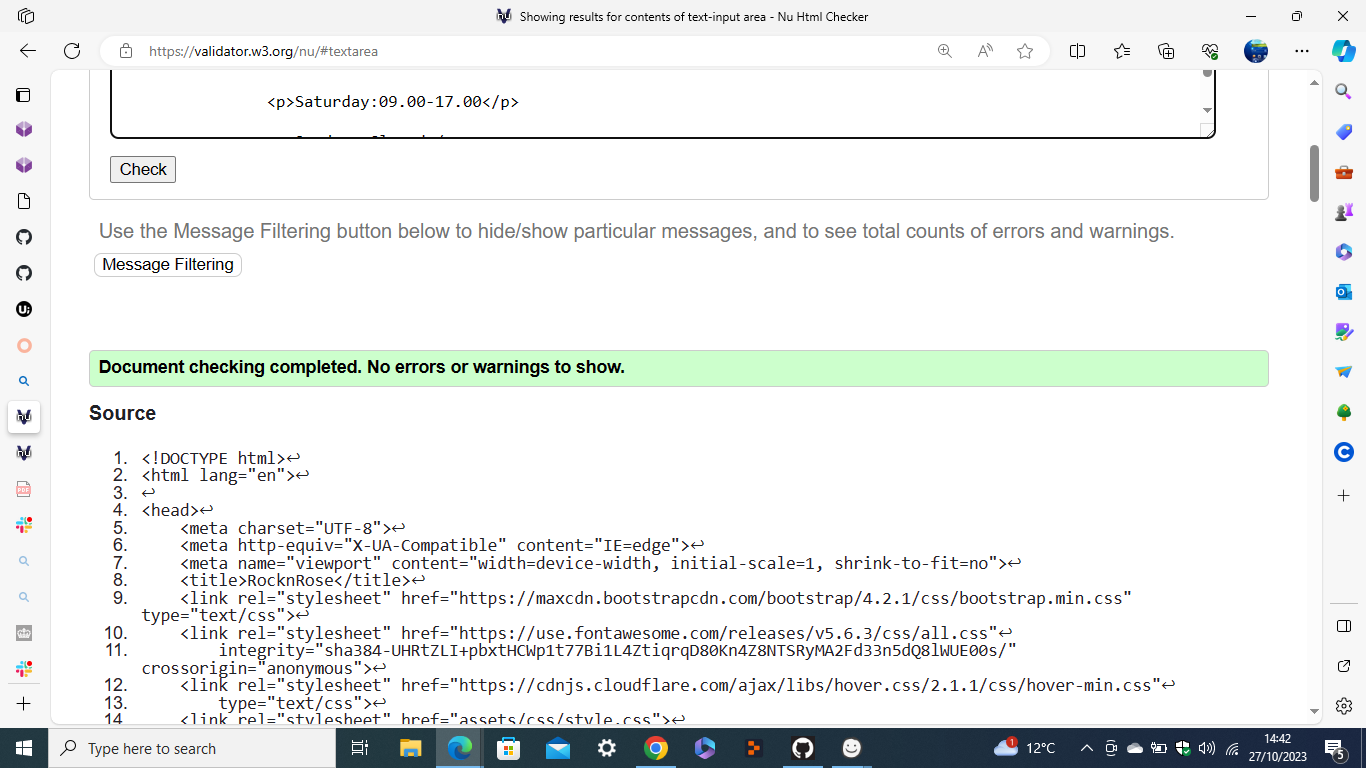 Showing results for contents of text-input area - Nu Html Checker
https://validator.w3.org/nu/#textarea
<p>Saturday:09.00-17.00</p>
Check
Use the Message Filtering button below to hide/show particular messages, and to see total counts of errors and warnings.
Message Filtering
Document checking completed. No errors or warnings to show.
Source
1. <!DOCTYPE html>↩
2. <html lang="en">↩
3. ↩
4. <head>↩
5. <meta charset="UTF-8">↩
6. <meta http-equiv="X-UA-Compatible" content="IE=edge">↩
7. <meta name="viewport" content="width=device-width, initial-scale=1, shrink-to-fit=no">↩
8. <title>RocknRose</title>↩
9. <link rel="stylesheet" href="https://maxcdn.bootstrapcdn.com/bootstrap/4.2.1/css/bootstrap.min.css"
type="text/css">↩
10. <link rel="stylesheet" href="https://use.fontawesome.com/releases/v5.6.3/css/all.css"↩
11. integrity="sha384-UHRtZLI+pbxtHCWp1t77Bi1L4ZtiqrqD80Kn4Z8NTSRyMA2Fd33n5dQ8lWUE00s/"
crossorigin="anonymous">↩
12. <link rel="stylesheet" href="https://cdnjs.cloudflare.com/ajax/libs/hover.css/2.1.1/css/hover-min.css"↩
13. type="text/css">↩
14. <link rel="stylesheet" href="assets/css/style.css">↩
Type here to search
1
12°C
14:42
27/10/2023
5